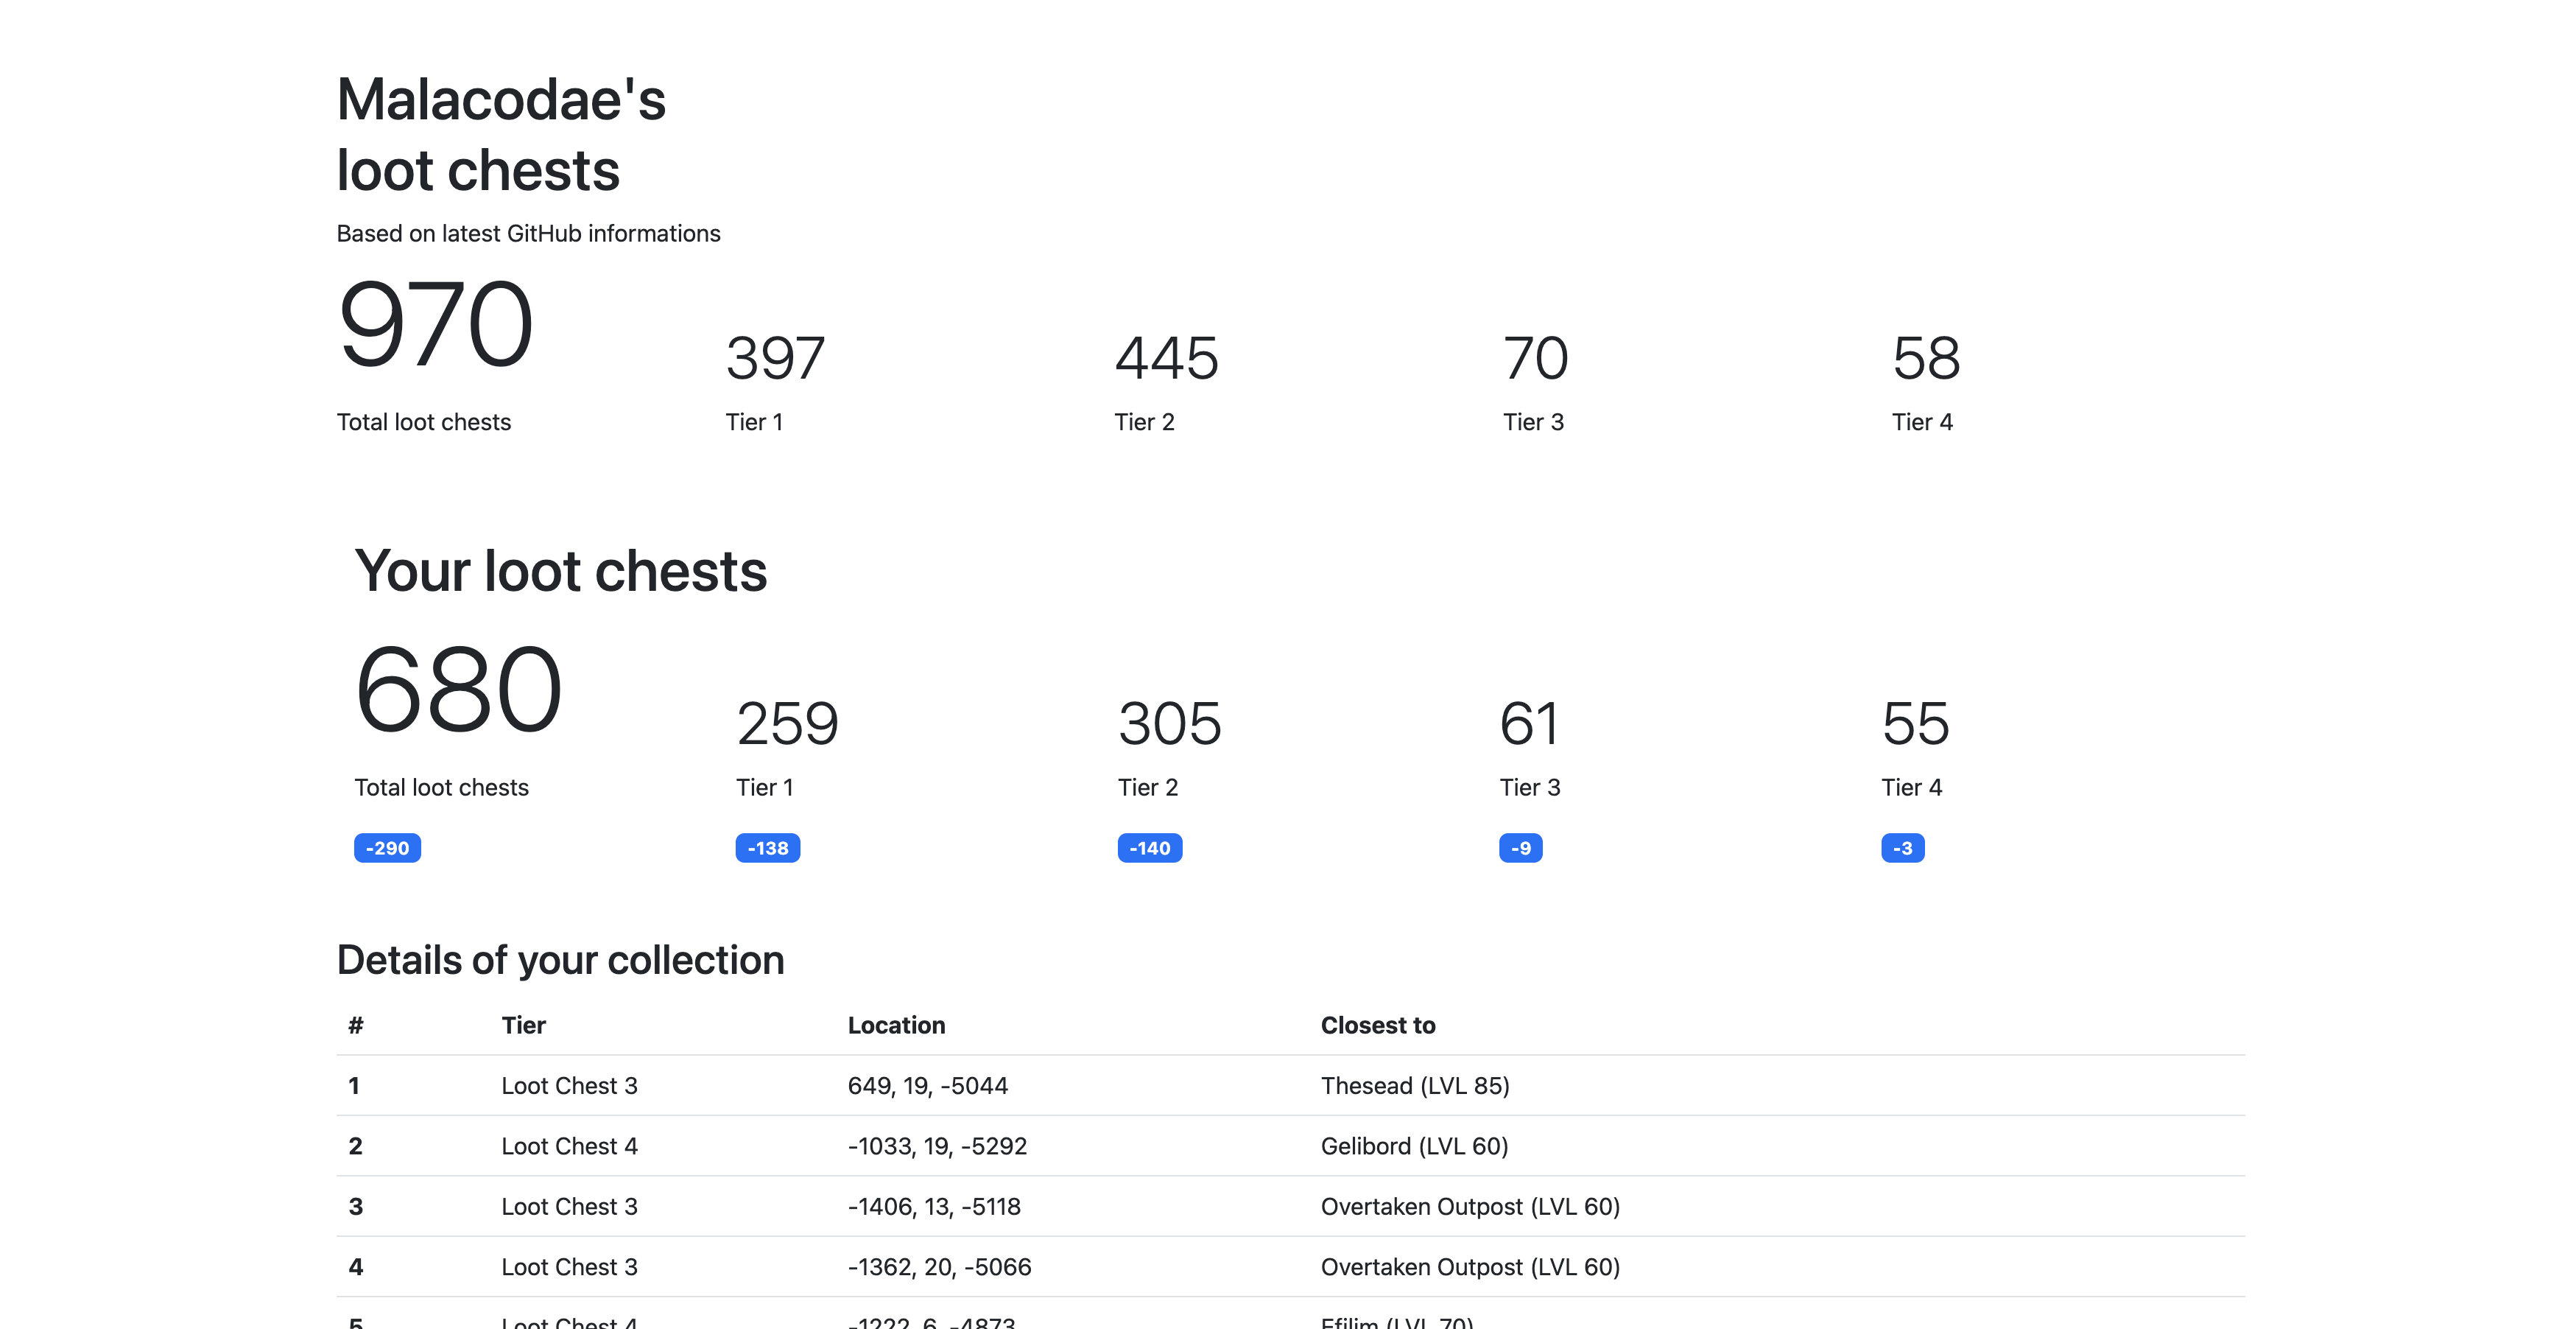 Malacodae's
loot chests
Based on latest GitHub informations
970 397 445 70 58
Total loot chests Tier 1 Tier 2 Tier 3 Tier 4
Your loot chests
680 259 305 61 55
Total loot chests Tier 1 Tier 2 Tier 3 Tier 4
-290 -138 -140 -9 -3
Details of your collection
# Tier Location Closest to
1 Loot Chest 3 649, 19, -5044 Thesead (LVL 85)
2 Loot Chest 4 -1033, 19, -5292 Gelibord (LVL 60)
3 Loot Chest 3 -1406, 13, -5118 Overtaken Outpost (LVL 60)
4 Loot Chest 3 -1362, 20, -5066 Overtaken Outpost (LVL 60)
5 Loot Chest 4 -1222, 6, -4873 Efilim (LVL 70)